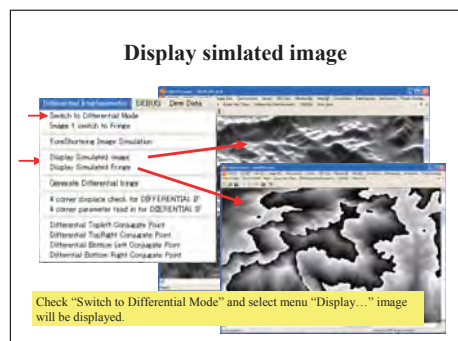 Display simlated image
Differential Interferometor DEBUG Dem Data
Switch to Differential Mode
Image 1 switch to Fringe
ForeShortening Image Simulation
Display Simulated Image
Display Simulated Fringe
Generate Differential fringe
4 corner displace check for DIFFERENTIAL IF
4 corner parameter read in for DIFFERENTIAL IF
Differential TopLeft Conjugate Point
Differential TopRight Conjugate Point
Differential Bottom Left Conjugate Point
Differential Bottom Right Conjugate Point
Check “Switch to Differential Mode” and select menu “Display…” image
will be displayed.